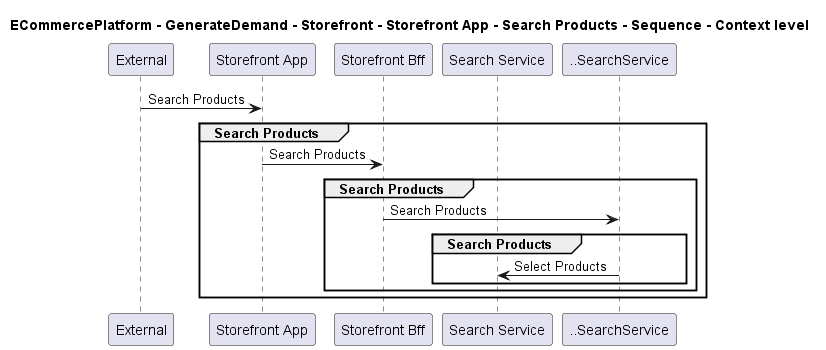 ECommercePlatform - GenerateDemand - Storefront - Storefront App - Search Products - Sequence - Context level
External
Storefront App
Storefront Bff
Search Service
..SearchService
Search Products
Search Products
Search Products
Search Products
Search Products
Search Products
Select Products
External
Storefront App
Storefront Bff
Search Service
..SearchService